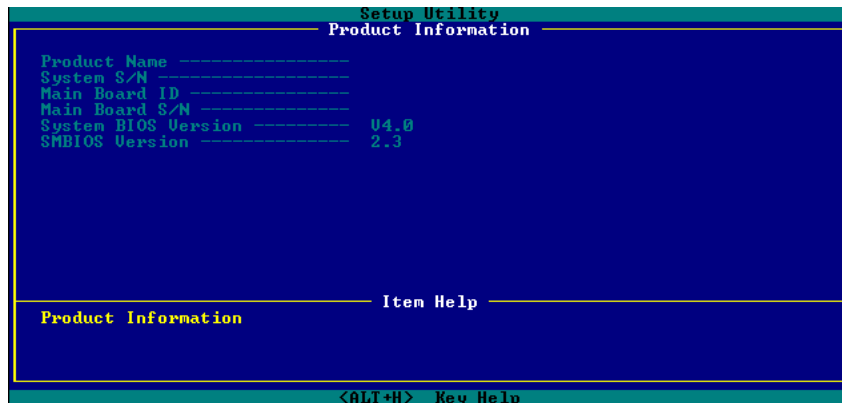 Setup Utility
Product Information
Product Name ----------------
System S/N ------------------
Main Board ID ---------------
Main Board S/N --------------
System BIOS Version --------- V4.0
SMBIOS Version -------------- 2.3
Item Help
Product Information
<ALT+H> Key Help